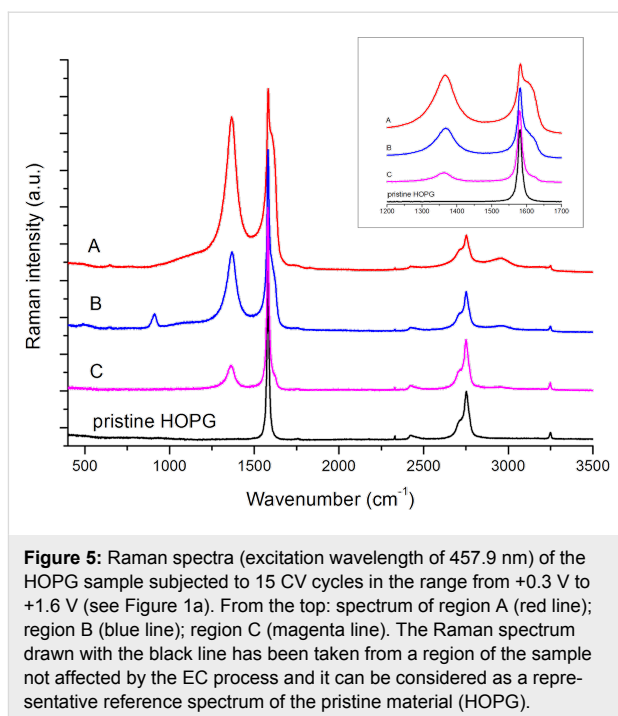 Raman intensity (a.u.)
A
B
C
pristine HOPG
500 1000 1500 2000 2500 3000 3500
Wavenumber (cm-1)
A
B
C
pristine HOPG
1200 1300 1400 1500 1600 1700
Figure 5: Raman spectra (excitation wavelength of 457.9 nm) of the
HOPG sample subjected to 15 CV cycles in the range from +0.3 V to
+1.6 V (see Figure 1a). From the top: spectrum of region A (red line);
region B (blue line); region C (magenta line). The Raman spectrum
drawn with the black line has been taken from a region of the sample
not affected by the EC process and it can be considered as a repre-
sentative reference spectrum of the pristine material (HOPG).